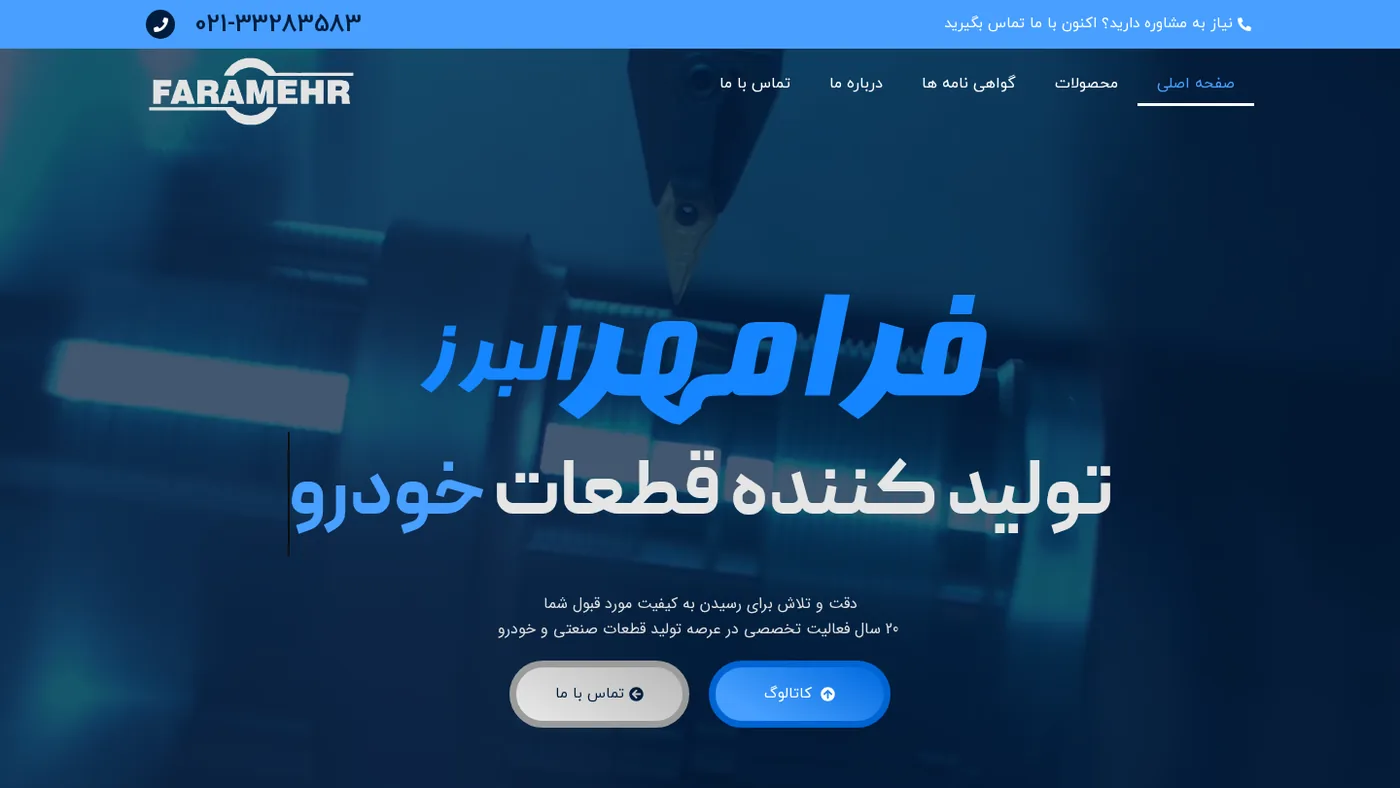 نیاز به مشاوره دارید؟ اکنون با ما تماس بگیرید
۰۲۱-۳۳۲۸۳۵۸۳
صفحه اصلی
محصولات
گواهی نامه ها
درباره ما
تماس با ما
FARAMEHR
فرامهر البرز
تولید کننده قطعات خودرو
دقت و تلاش برای رسیدن به کیفیت مورد قبول شما
۲۰ سال فعالیت تخصصی در عرصه تولید قطعات صنعتی و خودرو
کاتالوگ
تماس با ما